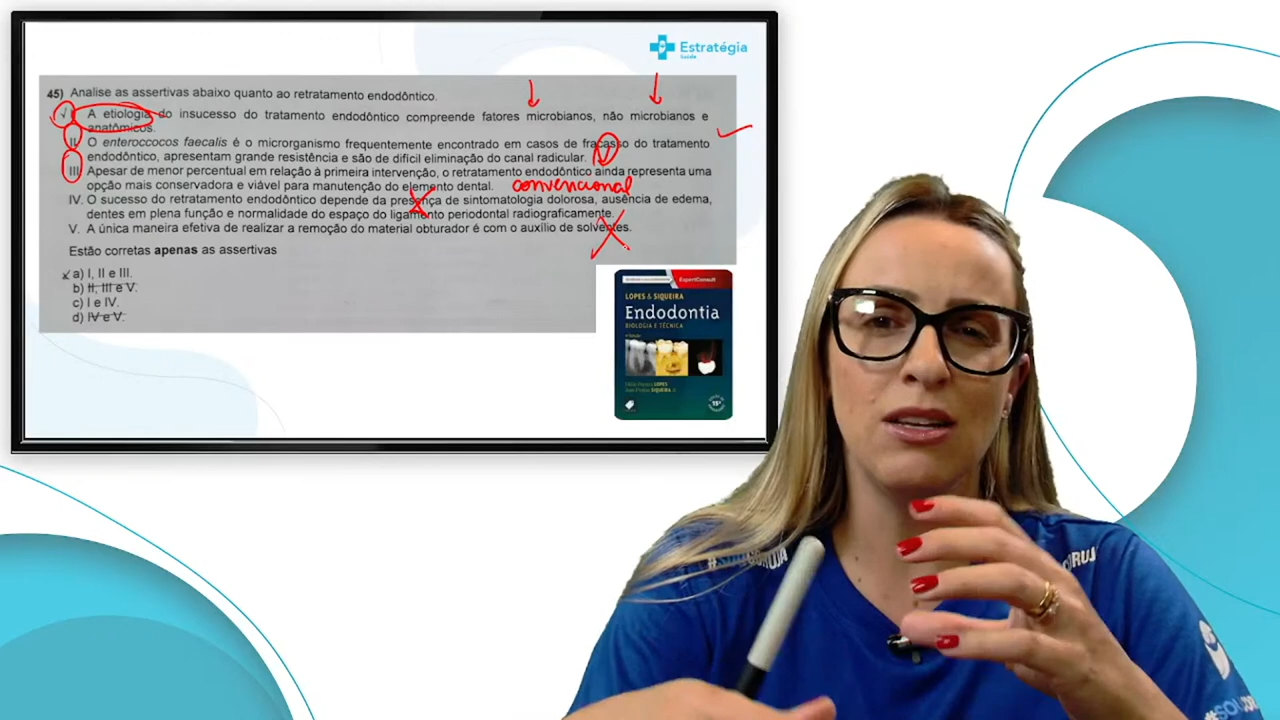 Estratégia
Saúde
45) Analise as assertivas abaixo quanto ao retratamento endodôntico.
A etiologia do insucesso do tratamento endodôntico compreende fatores microbianos, não microbianos e
anatômicos.
II. O enteroccocos faecalis é o microrganismo frequentemente encontrado em casos de fracasso do tratamento
endodôntico, apresentam grande resistência e são de difícil eliminação do canal radicular.
III. Apesar de menor percentual em relação à primeira intervenção, o retratamento endodôntico ainda representa uma
opção mais conservadora e viável para manutenção do elemento dental.
convencional
IV. O sucesso do retratamento endodôntico depende da presença de sintomatologia dolorosa, ausência de edema,
dentes em plena função e normalidade do espaço do ligamento periodontal radiograficamente.
V. A única maneira efetiva de realizar a remoção do material obturador é com o auxílio de solventes.
Estão corretas apenas as assertivas
a) I, II e III.
b) II, III e V.
c) I e IV.
d) IV e V.
ExpertConsult
LOPES & SIQUEIRA
Endodontia
BIOLOGIA E TÉCNICA
LOPES
SIQUEIRA
15ª